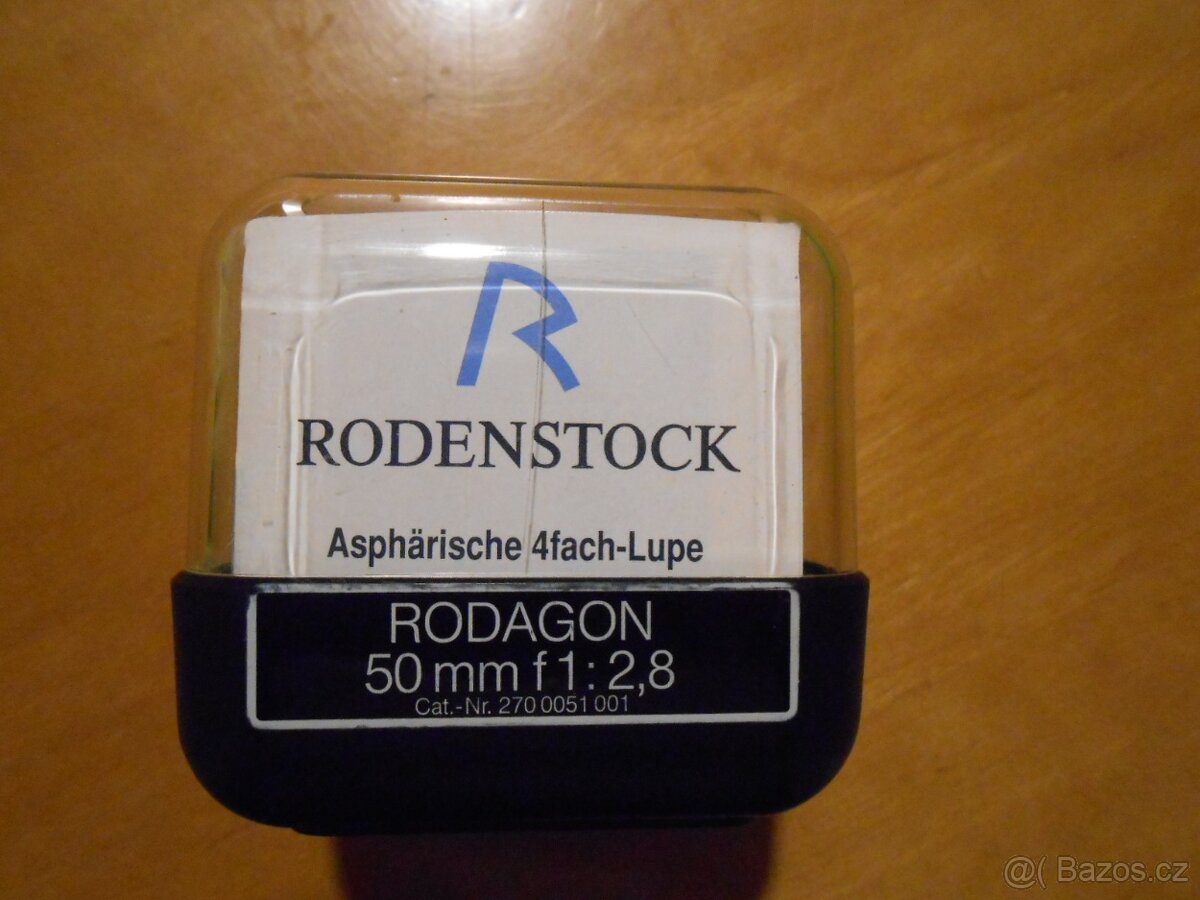 R
RODENSTOCK
Asphärische 4fach-Lupe
RODAGON
50 mm f 1: 2,8
Cat.-Nr. 270 0051 001
@( Bazos.cz